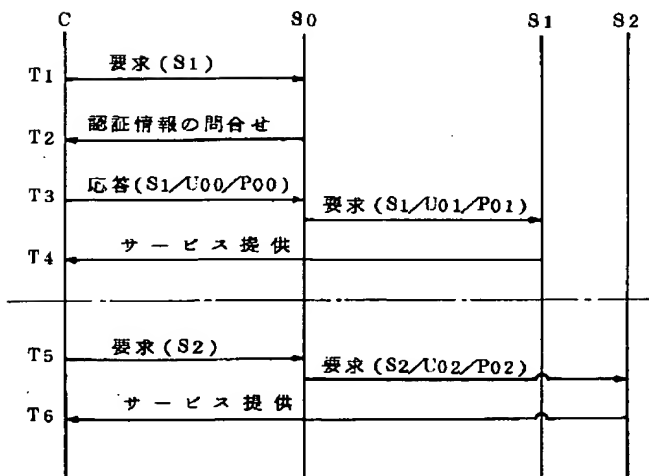 C S0 S1 S2
T1 要求(S1)
T2 認証情報の問合せ
T3 応答(S1/U00/P00)
要求(S1/U01/P01)
T4 サービス提供
T5 要求(S2)
要求(S2/U02/P02)
T6 サービス提供